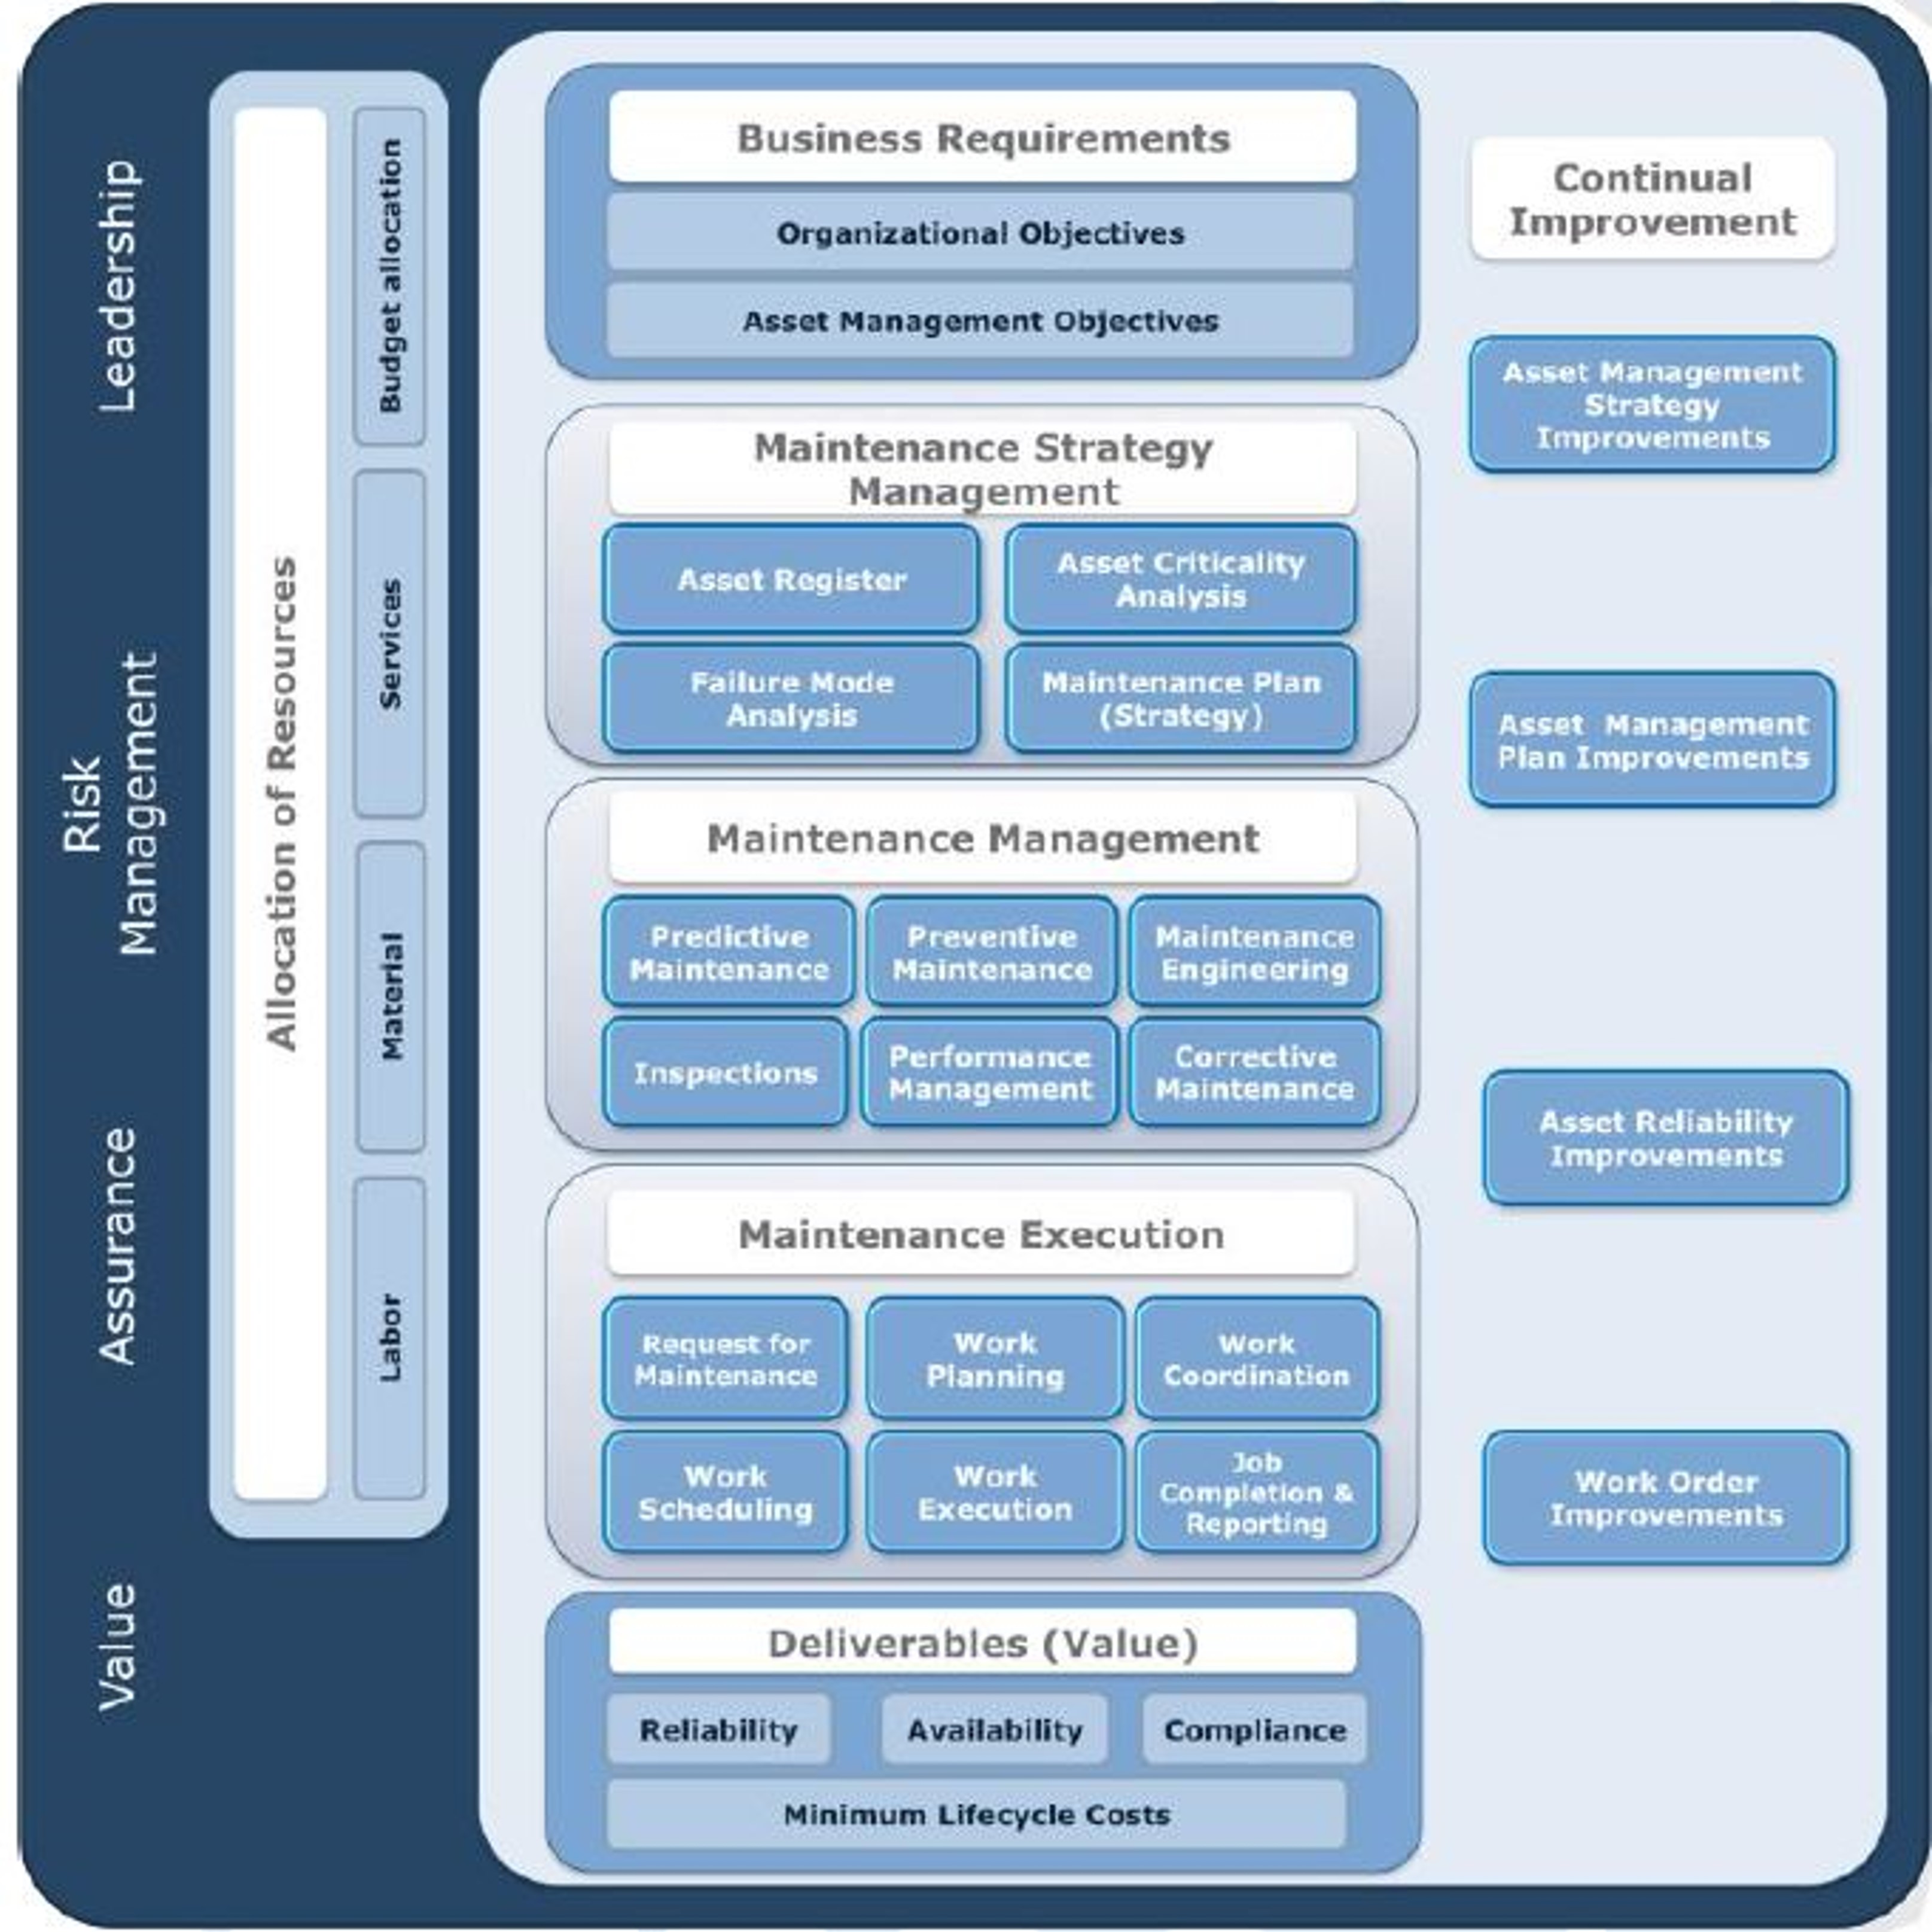 Leadership
Risk
Management
Assurance
Value
Allocation of Resources
Budget allocation
Services
Material
Labor
Business Requirements
Organizational Objectives
Asset Management Objectives
Maintenance Strategy
Management
Asset Register
Asset Criticality
Analysis
Failure Mode
Analysis
Maintenance Plan
(Strategy)
Maintenance Management
Predictive
Maintenance
Preventive
Maintenance
Maintenance
Engineering
Inspections
Performance
Management
Corrective
Maintenance
Maintenance Execution
Request for
Maintenance
Work
Planning
Work
Coordination
Work
Scheduling
Work
Execution
Job
Completion &
Reporting
Deliverables (Value)
Reliability
Availability
Compliance
Minimum Lifecycle Costs
Continual
Improvement
Asset Management
Strategy
Improvements
Asset Management
Plan Improvements
Asset Reliability
Improvements
Work Order
Improvements